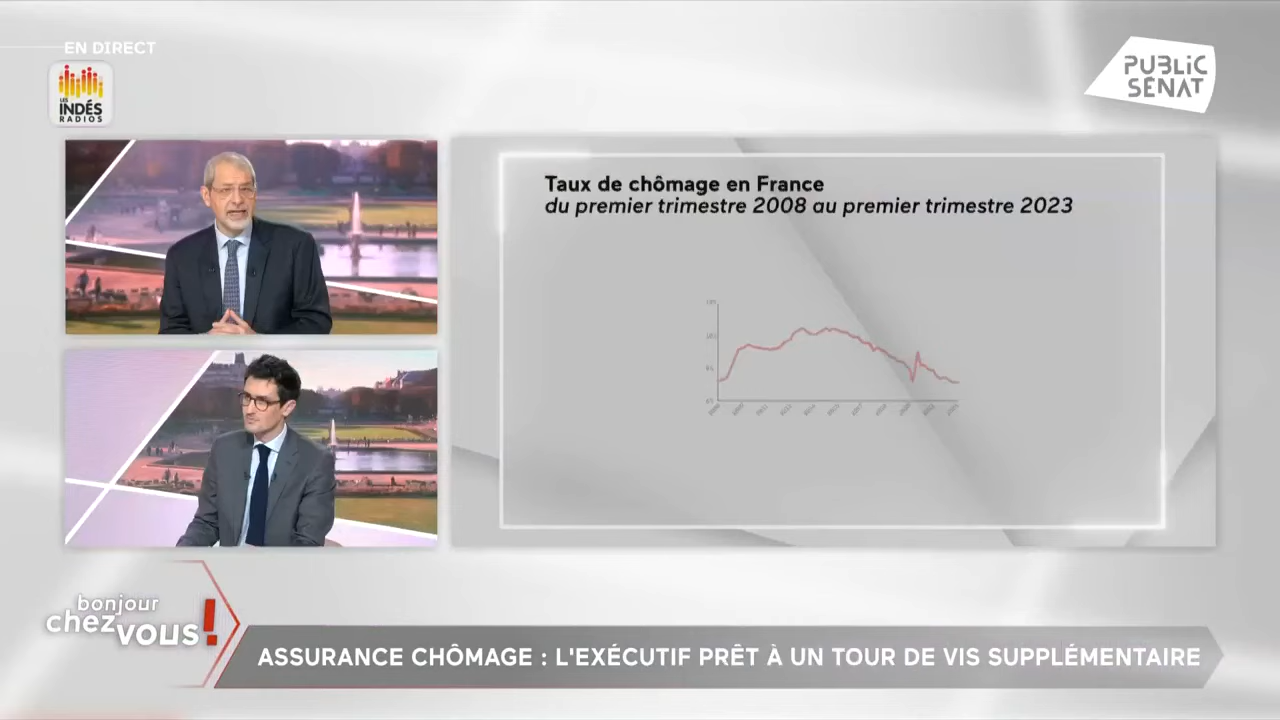 EN DIRECT
LES
INDÉS
RADIOS
PUBLIC
SÉNAT
Taux de chômage en France
du premier trimestre 2008 au premier trimestre 2023
bonjour
chez vous!
ASSURANCE CHÔMAGE : L'EXÉCUTIF PRÊT À UN TOUR DE VIS SUPPLÉMENTAIRE